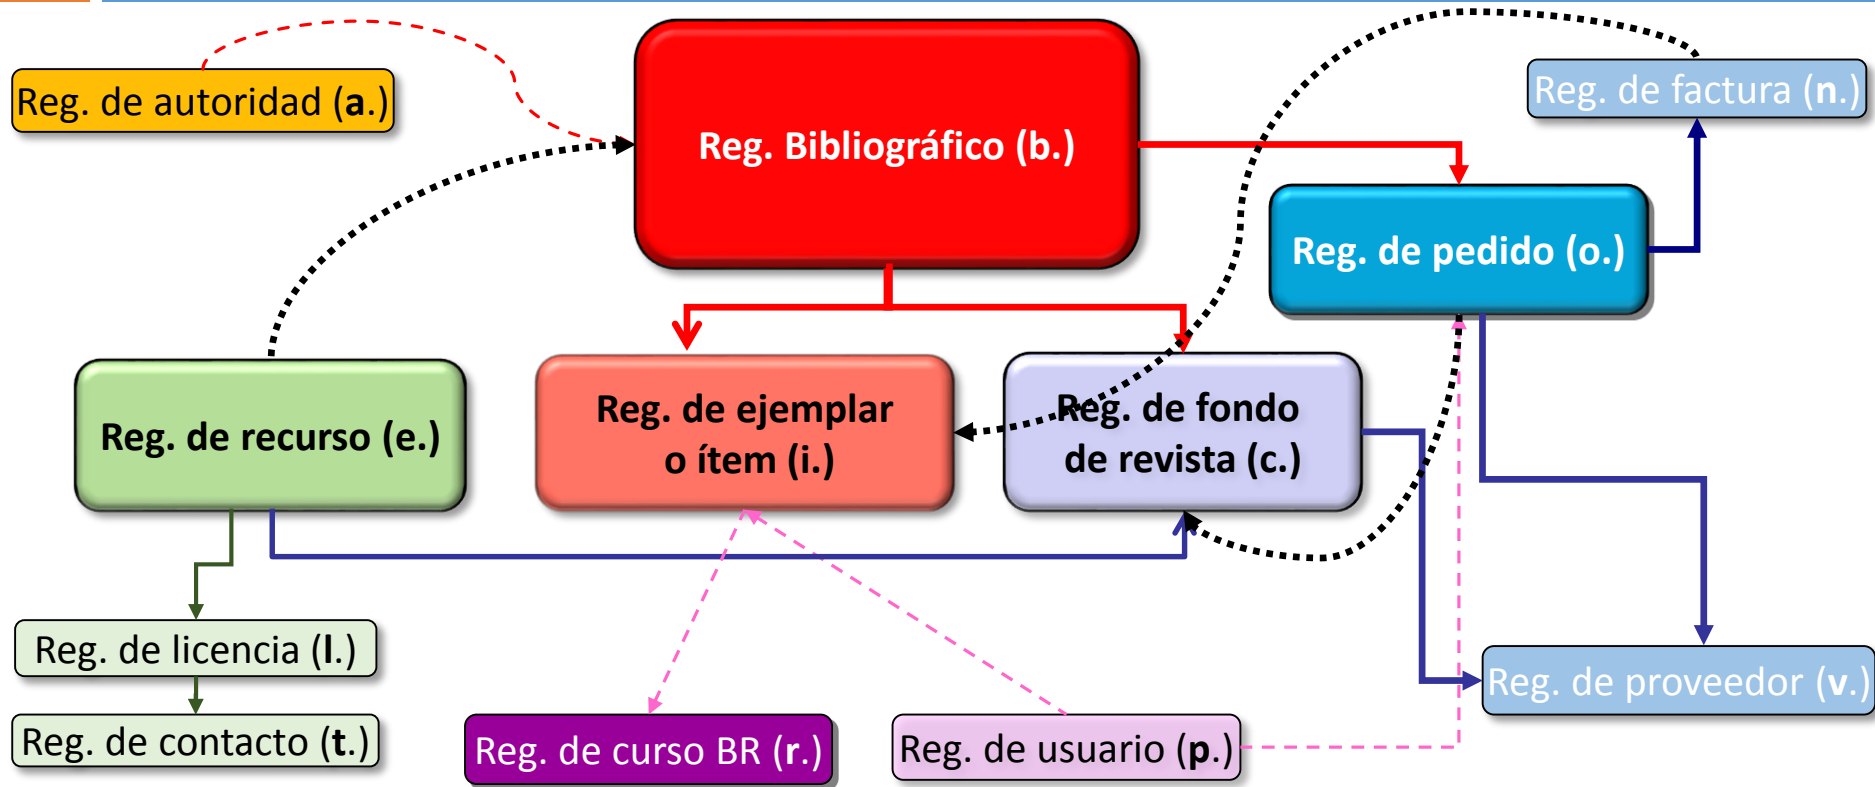 Reg. de autoridad (a.)
Reg. Bibliográfico (b.)
Reg. de factura (n.)
Reg. de pedido (o.)
Reg. de recurso (e.)
Reg. de ejemplar
o ítem (i.)
Reg. de fondo
de revista (c.)
Reg. de licencia (l.)
Reg. de proveedor (v.)
Reg. de contacto (t.)
Reg. de curso BR (r.)
Reg. de usuario (p.)